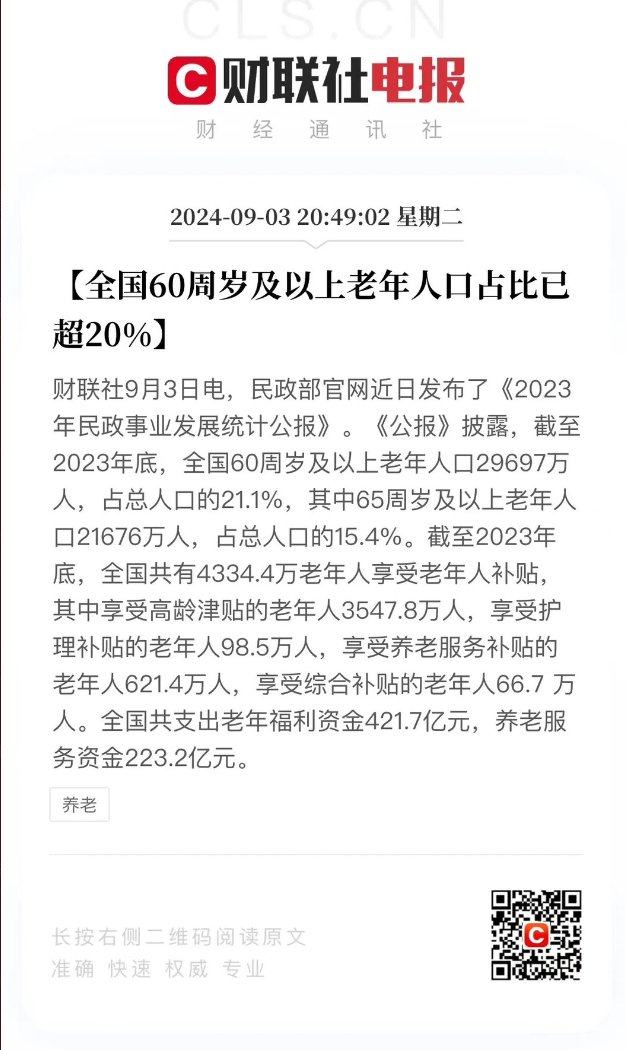 CLS.CN
财联社电报
财经通讯社
2024-09-03 20:49:02 星期二
【全国60周岁及以上老年人口占比已
超20%】
财联社9月3日电，民政部官网近日发布了《2023
年民政事业发展统计公报》。《公报》披露，截至
2023年底，全国60周岁及以上老年人口29697万
人，占总人口的21.1%，其中65周岁及以上老年人
口21676万人，占总人口的15.4%。截至2023年
底，全国共有4334.4万老年人享受老年人补贴，
其中享受高龄津贴的老年人3547.8万人，享受护
理补贴的老年人98.5万人，享受养老服务补贴的
老年人621.4万人，享受综合补贴的老年人66.7 万
人。全国共支出老年福利资金421.7亿元，养老服
务资金223.2亿元。
养老
长按右侧二维码阅读原文
准确 快速 权威 专业